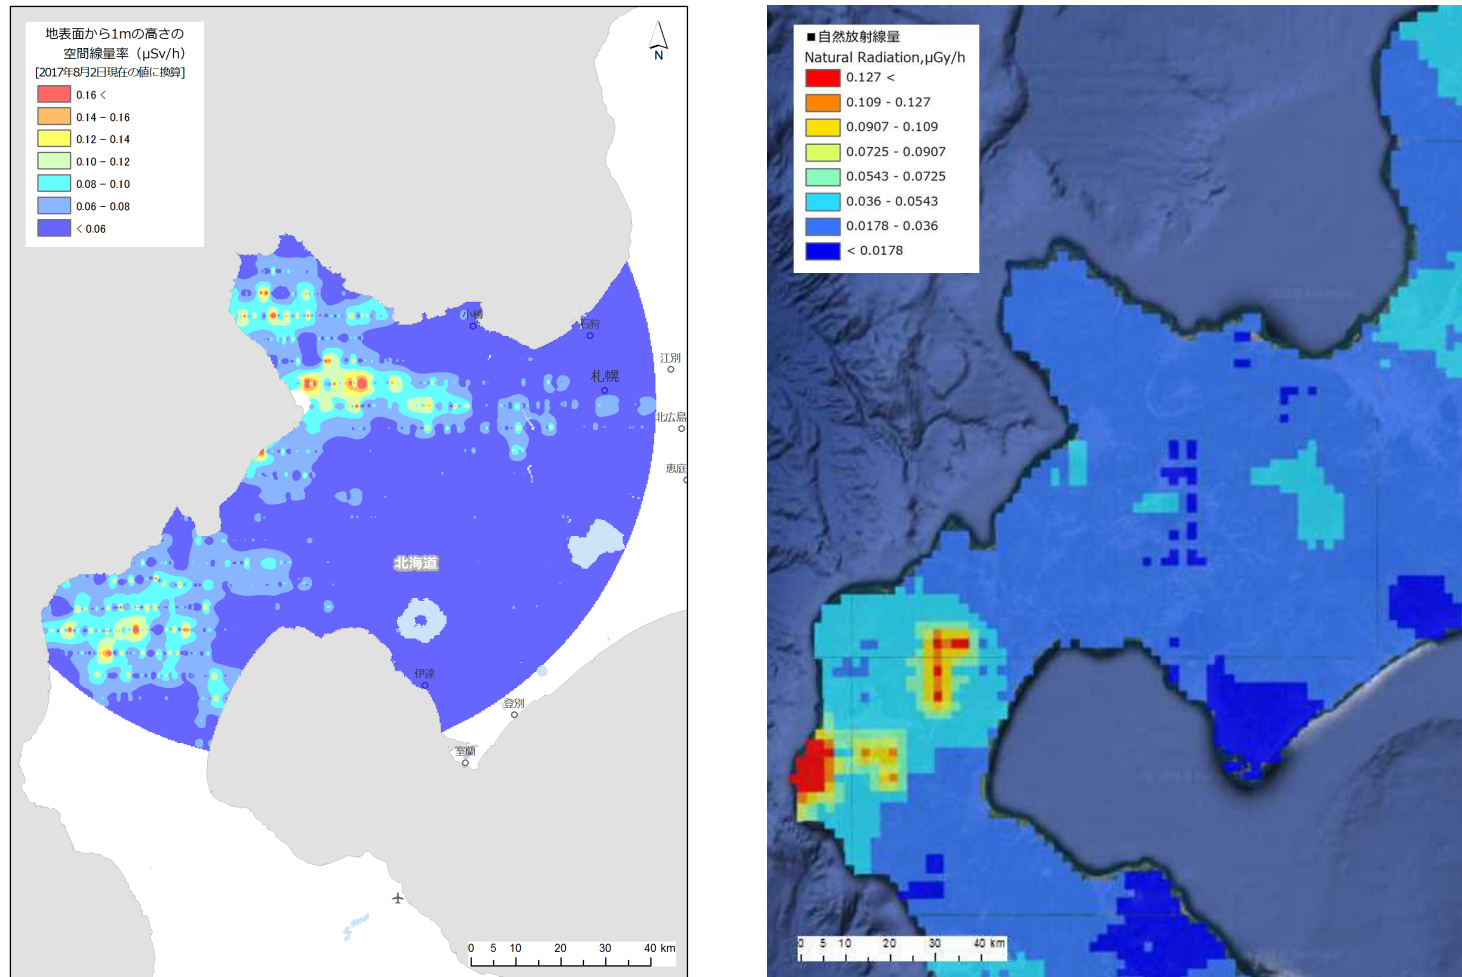 地表面から1mの高さの
空間線量率（μSv/h）
[2017年8月2日現在の値に換算]
0.16 <
0.14 - 0.16
0.12 - 0.14
0.10 - 0.12
0.08 - 0.10
0.06 - 0.08
< 0.06
N
小樽
石狩
江別
札幌
北広島
恵庭
北海道
伊達
登別
室蘭
0 5 10 20 30 40 km
■自然放射線量
Natural Radiation,μGy/h
0.127 <
0.109 - 0.127
0.0907 - 0.109
0.0725 - 0.0907
0.0543 - 0.0725
0.036 - 0.0543
0.0178 - 0.036
< 0.0178
0 5 10 20 30 40 km